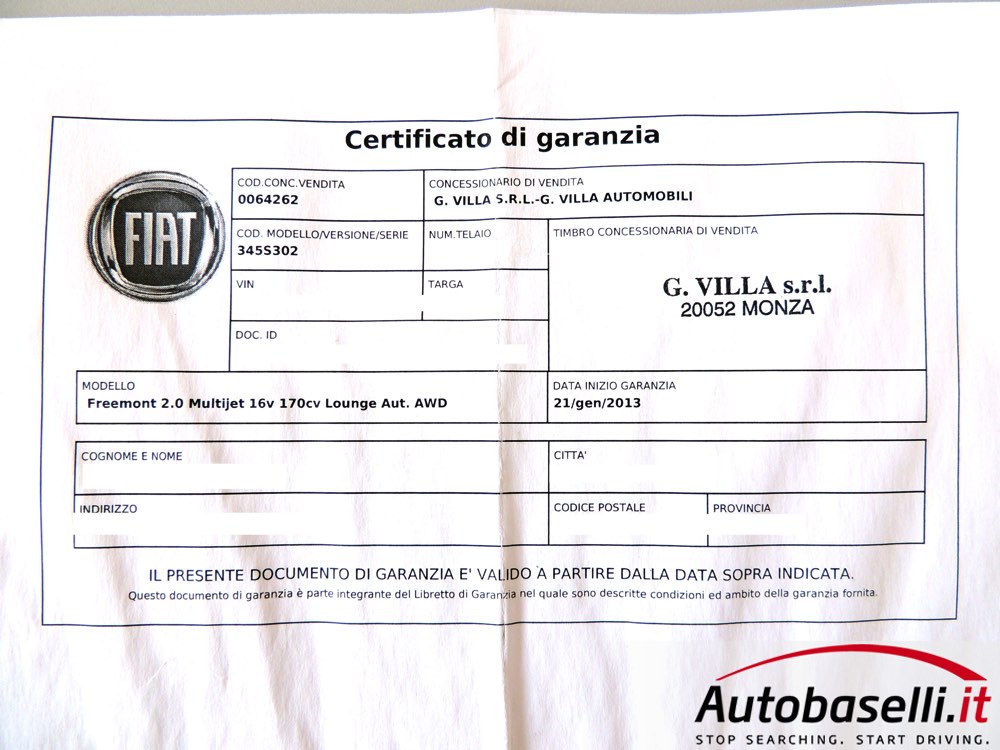 Certificato di garanzia
FIAT
COD.CONC.VENDITA
0064262
CONCESSIONARIO DI VENDITA
G. VILLA S.R.L.-G. VILLA AUTOMOBILI
COD. MODELLO/VERSIONE/SERIE
345S302
NUM.TELAIO
TIMBRO CONCESSIONARIA DI VENDITA
G. VILLA s.r.l.
20052 MONZA
VIN
TARGA
DOC. ID
MODELLO
Freemont 2.0 Multijet 16v 170cv Lounge Aut. AWD
DATA INIZIO GARANZIA
21/gen/2013
COGNOME E NOME
CITTA'
INDIRIZZO
CODICE POSTALE
PROVINCIA
IL PRESENTE DOCUMENTO DI GARANZIA E' VALIDO A PARTIRE DALLA DATA SOPRA INDICATA.
Questo documento di garanzia è parte integrante del Libretto di Garanzia nel quale sono descritte condizioni ed ambito della garanzia fornita.
Autobaselli.it
STOP SEARCHING. START DRIVING.